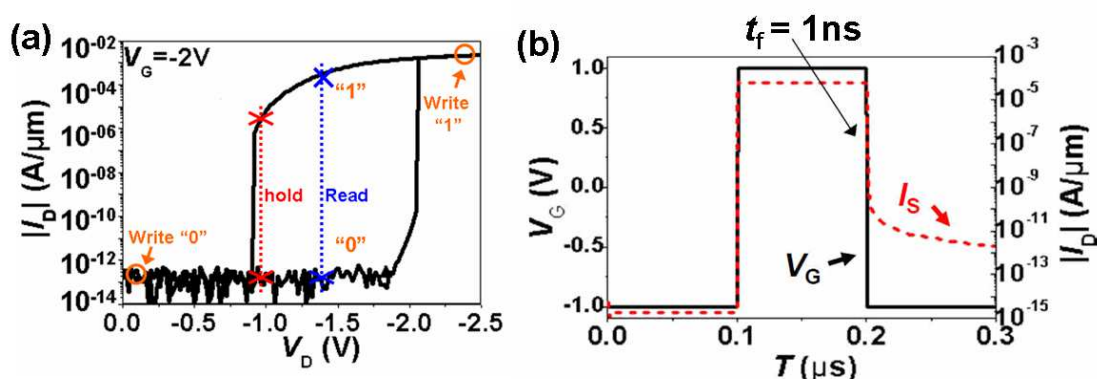 (a)
V_G=-2V
10^-02
10^-04
10^-06
10^-08
10^-10
10^-12
10^-14
|I_D| (A/μm)
"1"
Write
"1"
hold
Read
Write "0"
"0"
0.0 -0.5 -1.0 -1.5 -2.0 -2.5
V_D (V)
(b)
t_f = 1ns
1.0
0.5
0.0
-0.5
-1.0
V_G (V)
I_S
V_G
10^-3
10^-5
10^-7
10^-9
10^-11
10^-13
10^-15
|I_D| (A/μm)
0.0 0.1 0.2 0.3
T (μs)